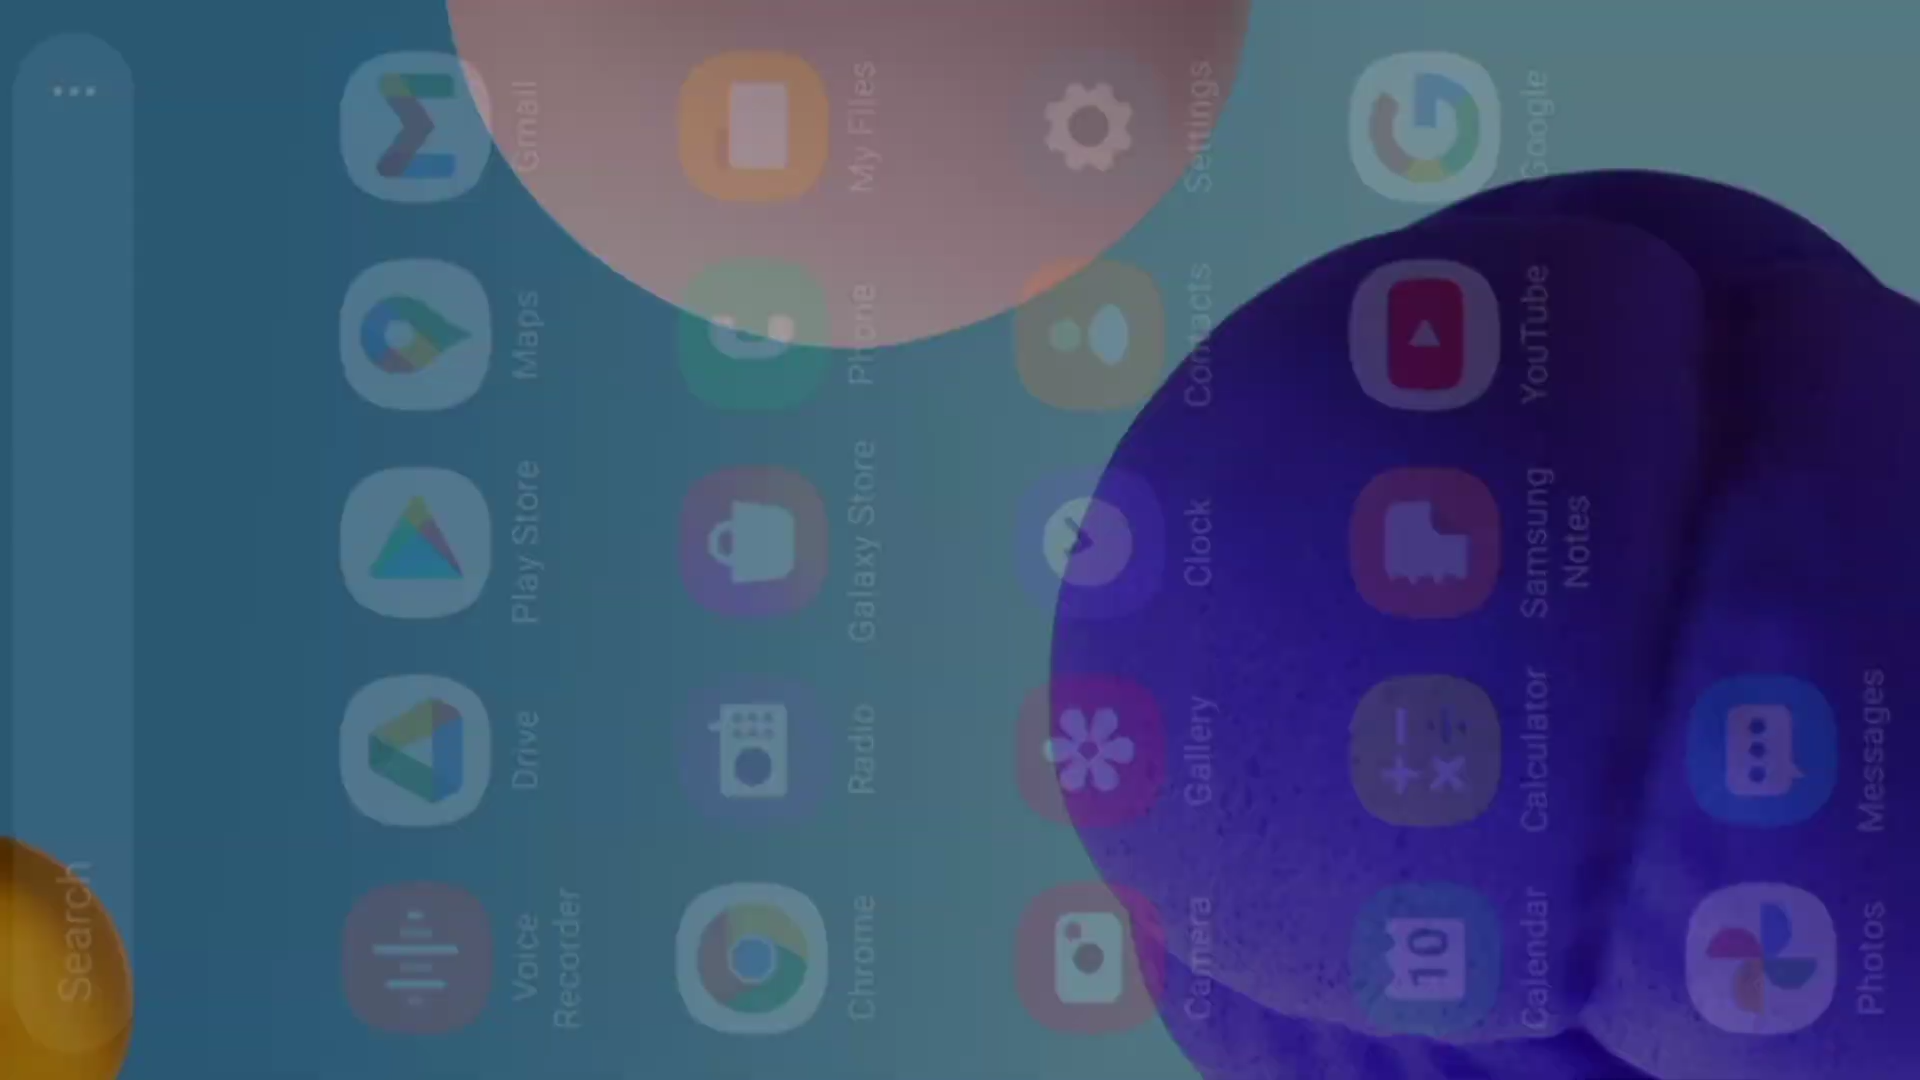 Search
Voice
Recorder
Drive
Play Store
Maps
Gmail
Chrome
Radio
Galaxy Store
Phone
My Files
Camera
Gallery
Clock
Contacts
Settings
10
Calendar
Calculator
Samsung
Notes
YouTube
Google
Photos
Messages